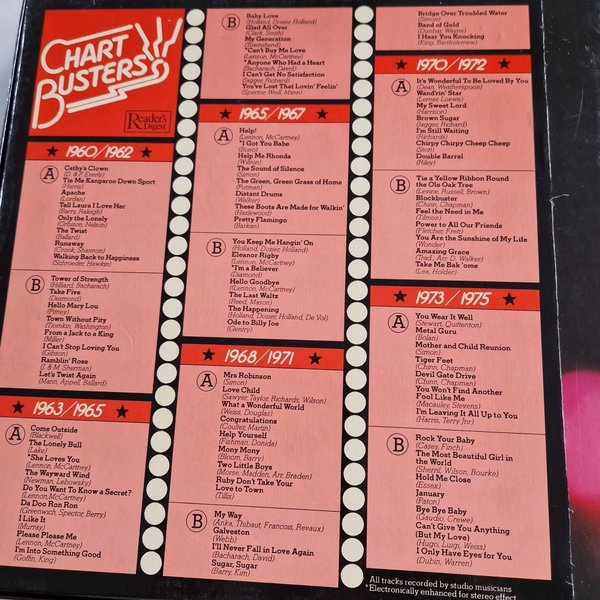 CHART
BUSTERS
Reader's
Digest
★ 1960/1962 ★
A
Cathy's Clown
(D. & P. Everly)
Tie Me Kangaroo Down Sport
(Harris)
Apache
(Lordan)
Tell Laura I Love Her
(Barry, Raleigh)
Only the Lonely
(Orbison, Nelson)
The Twist
(Ballard)
Runaway
(Crook, Shannon)
Walking Back to Happiness
(Schroeder, Hawker)
B
Tower of Strength
(Hilliard, Bacharach)
Take Five
(Desmond)
Hello Mary Lou
(Pitney)
Town Without Pity
(Tiomkin, Washington)
From a Jack to a King
(Miller)
I Can't Stop Loving You
(Gibson)
Ramblin' Rose
(J. & M. Sherman)
Let's Twist Again
(Mann, Appell, Ballard)
1963/1965 ★
A
Come Outside
(Blackwell)
The Lonely Bull
(Lake)
*She Loves You
(Lennon, McCartney)
The Wayward Wind
(Newman, Lebowsky)
Do You Want To Know a Secret?
(Lennon, McCartney)
Da Doo Ron Ron
(Greenwich, Spector, Berry)
I Like It
(Murray)
Please Please Me
(Lennon, McCartney)
I'm Into Something Good
(Goffin, King)
B
Baby Love
(Holland, Dozier, Holland)
Glad All Over
(Clark, Smith)
My Generation
(Townshend)
*Can't Buy Me Love
(Lennon, McCartney)
*Anyone Who Had a Heart
(Bacharach, David)
I Can't Get No Satisfaction
(Jagger, Richard)
You've Lost That Lovin' Feelin'
(Spector, Weil, Mann)
★ 1965/1967 ★
A
Help!
(Lennon, McCartney)
*I Got You Babe
(Bono)
Help Me Rhonda
(Wilson)
The Sound of Silence
(Simon)
The Green, Green Grass of Home
(Putman)
Distant Drums
(Walker)
These Boots Are Made for Walkin'
(Hazlewood)
Pretty Flamingo
(Barkan)
B
You Keep Me Hangin' On
(Holland, Dozier, Holland)
Eleanor Rigby
(Lennon, McCartney)
*I'm a Believer
(Diamond)
Hello Goodbye
(Lennon, McCartney)
The Last Waltz
(Reed, Mason)
The Happening
(Holland, Dozier, Holland, De Vol)
Ode to Billy Joe
(Gentry)
★ 1968/1971 ★
A
Mrs Robinson
(Simon)
Love Child
(Sawyer, Taylor, Richards, Wilson)
What a Wonderful World
(Weiss, Douglas)
Congratulations
(Coulter, Martin)
Help Yourself
(Fishman, Donida)
Mony Mony
(Bloom, Barry)
Two Little Boys
(Morse, Madden, Arr. Braden)
Ruby Don't Take Your
Love to Town
(Tillis)
B
My Way
(Anka, Thibaut, Francois, Revaux)
Galveston
(Webb)
I'll Never Fall in Love Again
(Bacharach, David)
Sugar, Sugar
(Barry, Kim)
Bridge Over Troubled Water
(Simon)
Band of Gold
(Dunbar, Wayne)
I Hear You Knocking
(King, Bartholemew)
★ 1970/1972 ★
A
It's Wonderful To Be Loved By You
(Dean, Weatherspoon)
Wand'rin' Star
(Lerner, Loewe)
My Sweet Lord
(Harrison)
Brown Sugar
(Jagger, Richard)
I'm Still Waiting
(Richards)
Chirpy Chirpy Cheep Cheep
(Stott)
Double Barrel
(Riley)
B
Tie a Yellow Ribbon Round
the Ole Oak Tree
(Levine, Russell, Brown)
Blockbuster
(Chinn, Chapman)
Feel the Need in Me
(Tilmon)
Power to All Our Friends
(Fletcher, Frett)
You Are the Sunshine of My Life
(Wonder)
Amazing Grace
(Trad., Arr. D. Walker)
Take Me Bak 'ome
(Lea, Holder)
★ 1973/1975 ★
A
You Wear It Well
(Stewart, Quittenton)
Metal Guru
(Bolan)
Mother and Child Reunion
(Simon)
Tiger Feet
(Chinn, Chapman)
Devil Gate Drive
(Chinn, Chapman)
You Won't Find Another
Fool Like Me
(Macauley, Stevens)
I'm Leaving It All Up to You
(Harris, Terry Jnr)
B
Rock Your Baby
(Casey, Finch)
The Most Beautiful Girl in
the World
(Sherril, Wilson, Bourke)
Hold Me Close
(Essex)
January
(Paton)
Bye Bye Baby
(Gaudio, Crewe)
Can't Give You Anything
(But My Love)
(Hugo, Luigi, Weiss)
I Only Have Eyes for You
(Dubin, Warren)
All tracks recorded by studio musicians
*Electronically enhanced for stereo effect